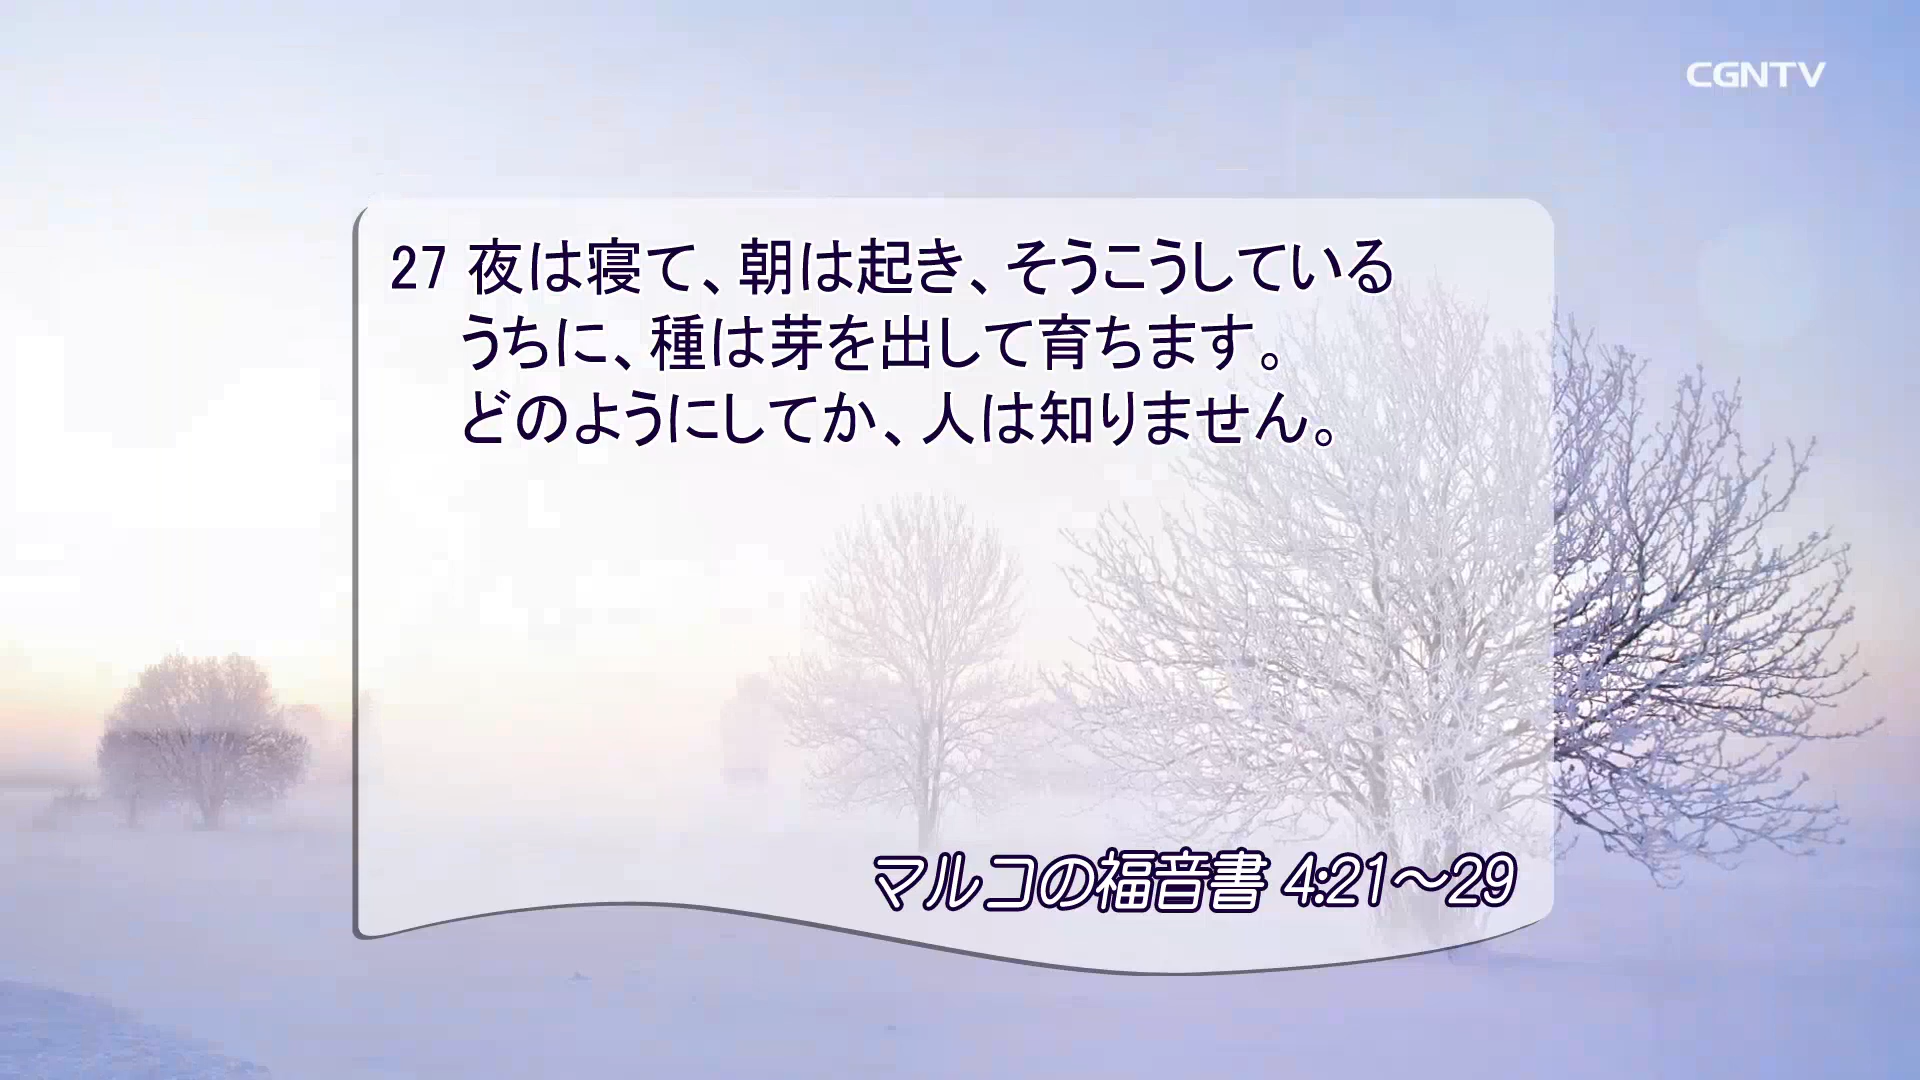 CGNTV
27 夜は寝て、朝は起き、そうこうしている
うちに、種は芽を出して育ちます。
どのようにしてか、人は知りません。
マルコの福音書 4:21～29